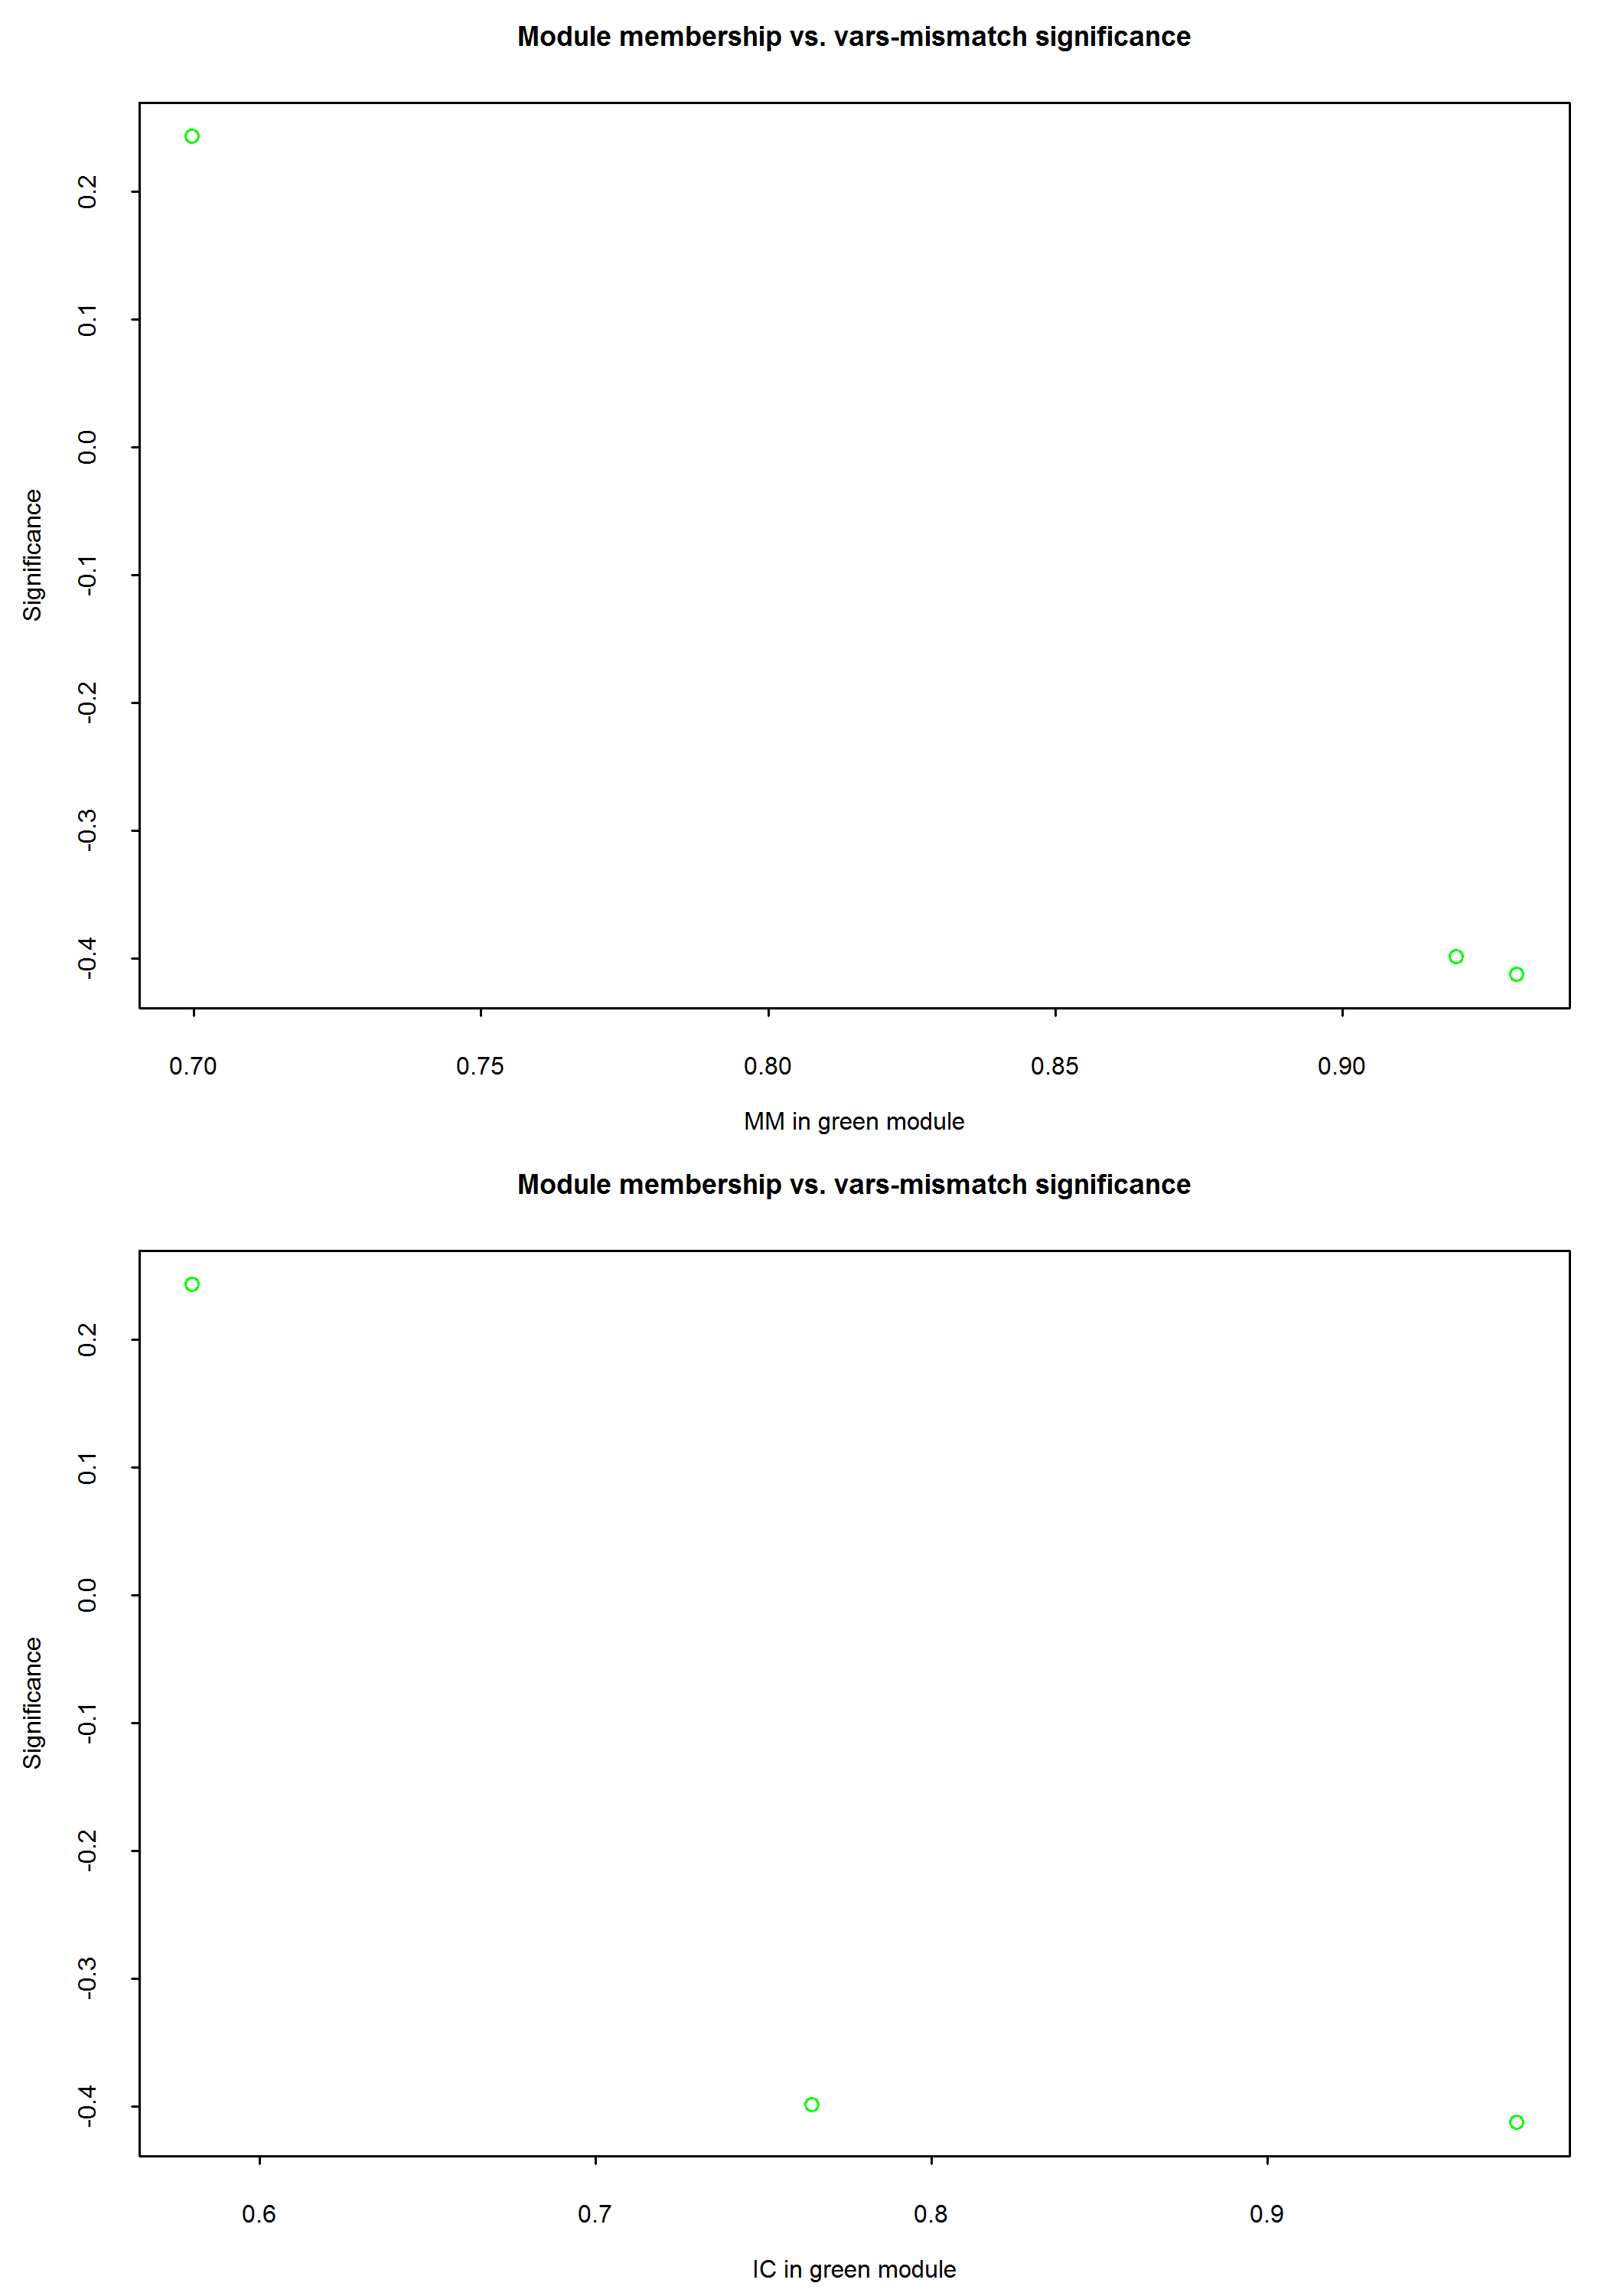 Module membership vs. vars-mismatch significance
0.2
0.1
0.0
-0.1
-0.2
-0.3
-0.4
Significance
0.70 0.75 0.80 0.85 0.90
MM in green module
Module membership vs. vars-mismatch significance
0.2
0.1
0.0
-0.1
-0.2
-0.3
-0.4
Significance
0.6 0.7 0.8 0.9
IC in green module